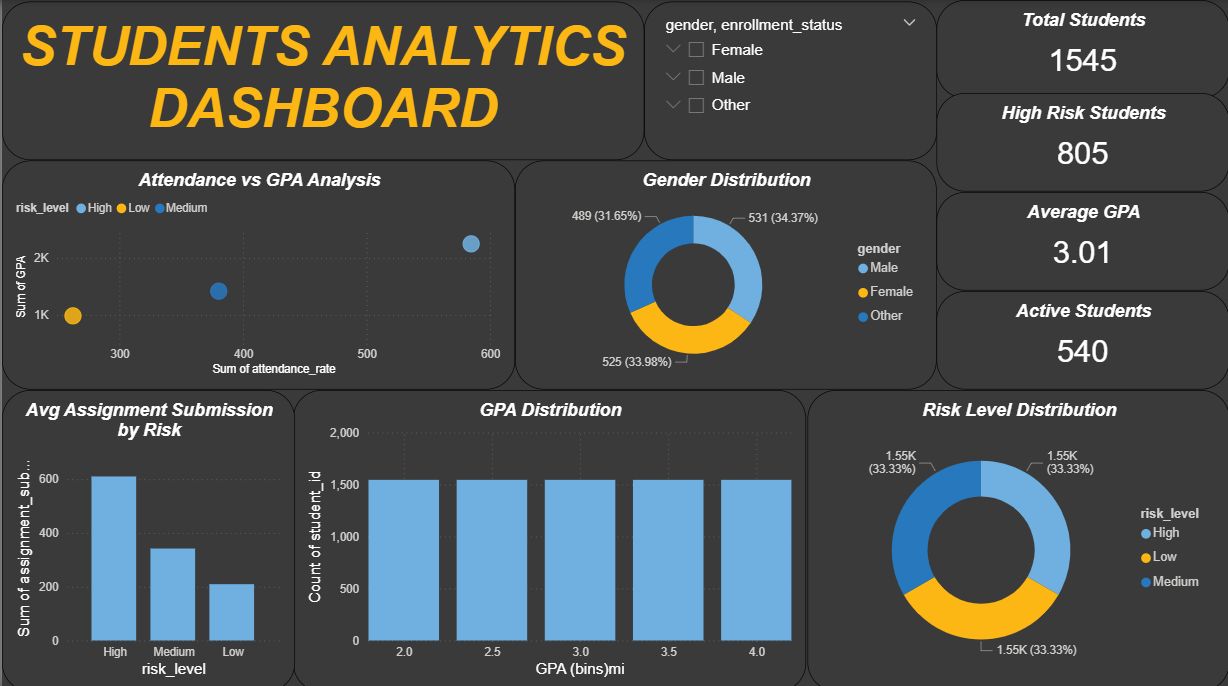 STUDENTS ANALYTICS
DASHBOARD
gender, enrollment_status
Female
Male
Other
Total Students
1545
High Risk Students
805
Average GPA
3.01
Active Students
540
Attendance vs GPA Analysis
risk_level High Low Medium
Sum of GPA
2K
1K
300 400 500 600
Sum of attendance_rate
Gender Distribution
489 (31.65%)
531 (34.37%)
525 (33.98%)
gender
Male
Female
Other
Avg Assignment Submission
by Risk
Sum of assignment_sub...
600
400
200
0
High Medium Low
risk_level
GPA Distribution
Count of student_id
2,000
1,500
1,000
500
0
2.0 2.5 3.0 3.5 4.0
GPA (bins)mi
Risk Level Distribution
1.55K
(33.33%)
1.55K
(33.33%)
1.55K (33.33%)
risk_level
High
Low
Medium